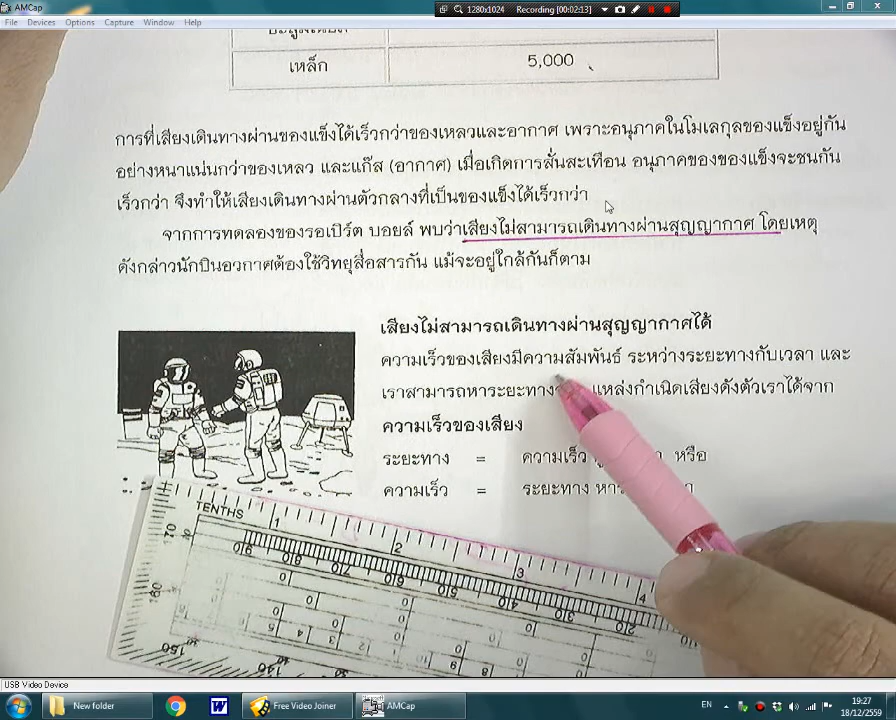 AMCap
1280x1024 Recording [00:02:13]
File Devices Options Capture Window Help
เหล็ก 5,000
การที่เสียงเดินทางผ่านของแข็งได้เร็วกว่าของเหลวและอากาศ เพราะอนุภาคในโมเลกุลของแข็งอยู่กัน
อย่างหนาแน่นกว่าของเหลว และแก๊ส (อากาศ) เมื่อเกิดการสั่นสะเทือน อนุภาคของของแข็งจะชนกัน
เร็วกว่า จึงทำให้เสียงเดินทางผ่านตัวกลางที่เป็นของแข็งได้เร็วกว่า
จากการทดลองของรอเบิร์ต บอยล์ พบว่าเสียงไม่สามารถเดินทางผ่านสุญญากาศ โดยเหตุ
ดังกล่าวนักบินอวกาศต้องใช้วิทยุสื่อสารกัน แม้จะอยู่ใกล้กันก็ตาม
เสียงไม่สามารถเดินทางผ่านสุญญากาศได้
ความเร็วของเสียงมีความสัมพันธ์ ระหว่างระยะทางกับเวลา และ
เราสามารถหาระยะทาง แหล่งกำเนิดเสียงดังตัวเราได้จาก
ความเร็วของเสียง
ระยะทาง = ความเร็ว หรือ
ความเร็ว = ระยะทาง
TENTHS
1 2 3 4
170 180 150
USB Video Device
New folder Free Video Joiner AMCap EN 19:27
18/12/2559